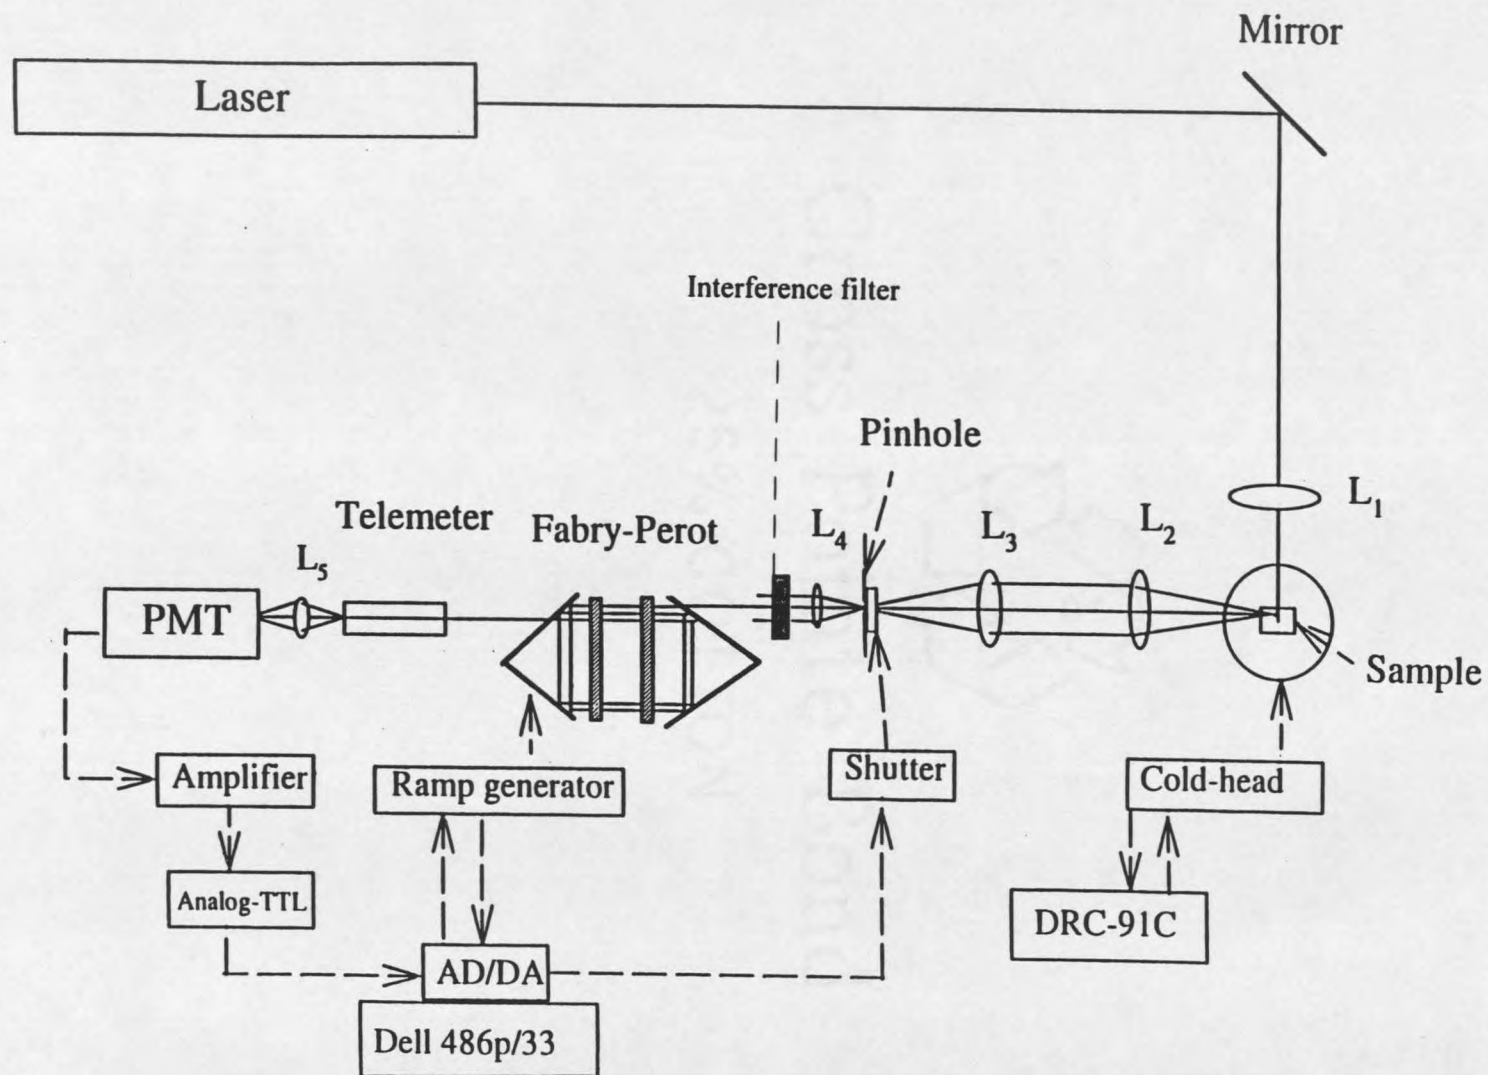 Mirror
Laser
Interference filter
Pinhole
L₁
Telemeter
Fabry-Perot
L₄
L₃
L₂
L₅
PMT
Sample
Amplifier
Ramp generator
Shutter
Cold-head
Analog-TTL
DRC-91C
AD/DA
Dell 486p/33